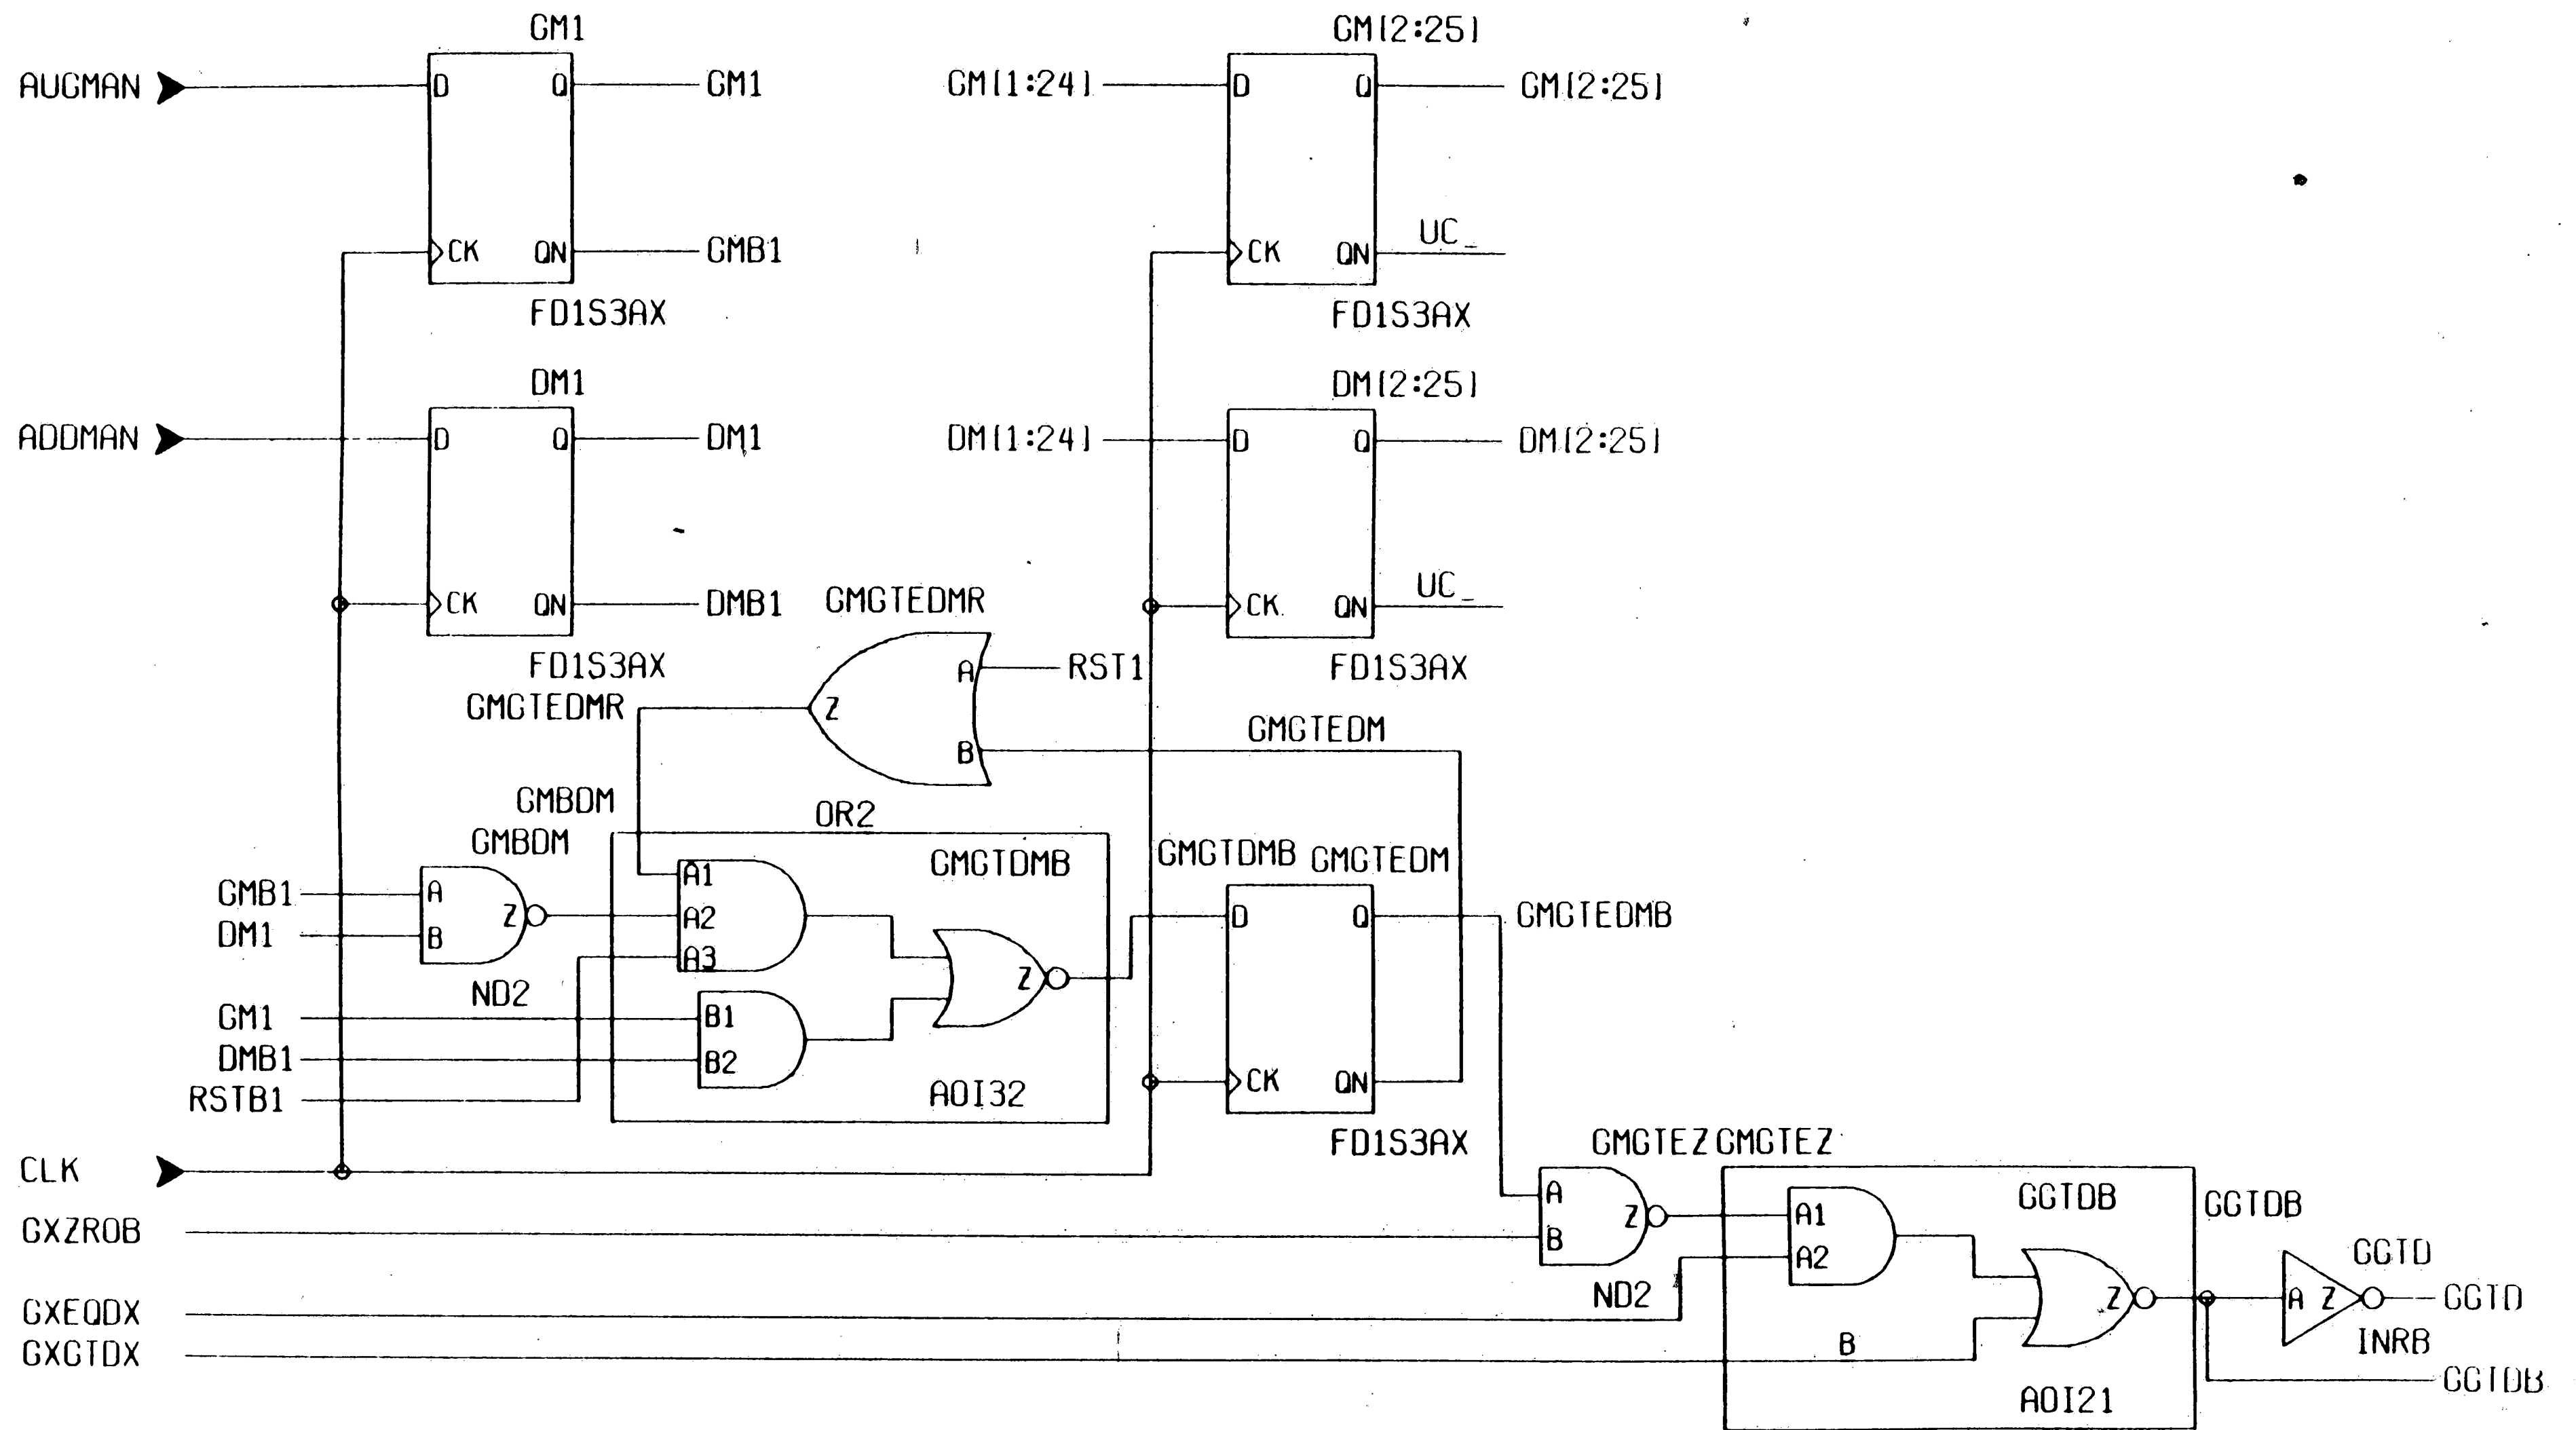 GM1
GM[2:25]
AUGMAN
D
Q
GM1
GM[1:24]
D
Q
GM[2:25]
CK
QN
GMB1
CK
QN
UC_
FD1S3AX
FD1S3AX
DM1
DM[2:25]
ADDMAN
D
Q
DM1
DM[1:24]
D
Q
DM[2:25]
CK
QN
DMB1
GMGTEDMR
CK
QN
UC_
FD1S3AX
A
RST1
FD1S3AX
GMGTEDMR
Z
B
GMGTEDM
GMBDM
OR2
GMBDM
GMGTDMB
GMGTDMB
GMGTEDM
GMB1
A
Z
A1
A2
D
Q
GMGTEDMB
DM1
B
A3
Z
ND2
GM1
B1
DMB1
B2
CK
QN
RSTB1
AOI32
FD1S3AX
GMGTEZ
GMGTEZ
CLK
A
A1
GGTDB
GGTDB
GXZROB
B
Z
A2
GGTD
GXEQDX
ND2
Z
A
Z
GGTD
GXGTDX
B
INRB
GGTDB
AOI21